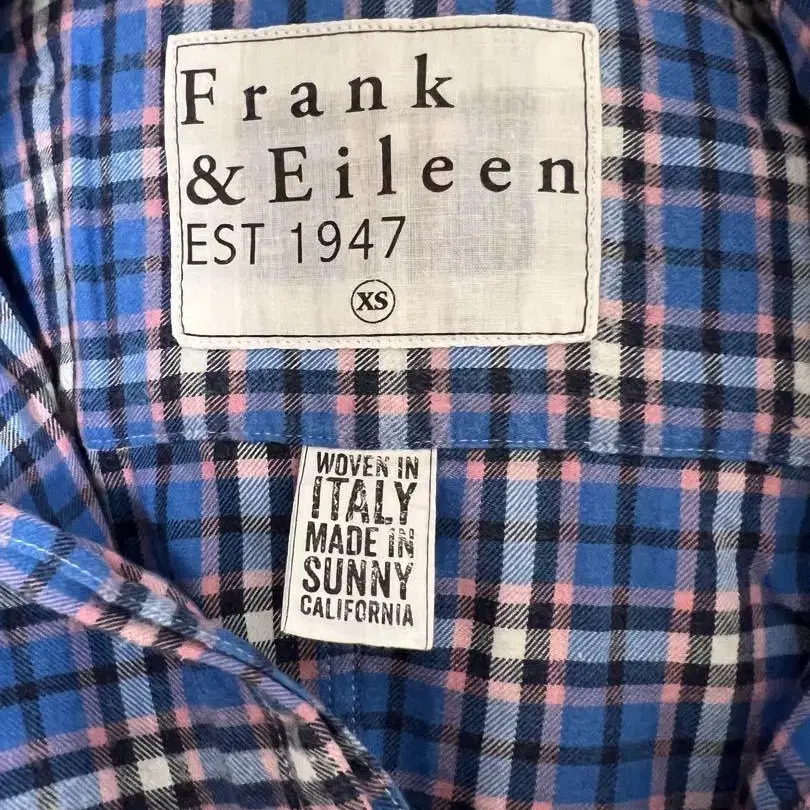 Frank
& Eileen
EST 1947
XS
WOVEN IN
ITALY
MADE IN
SUNNY
CALIFORNIA